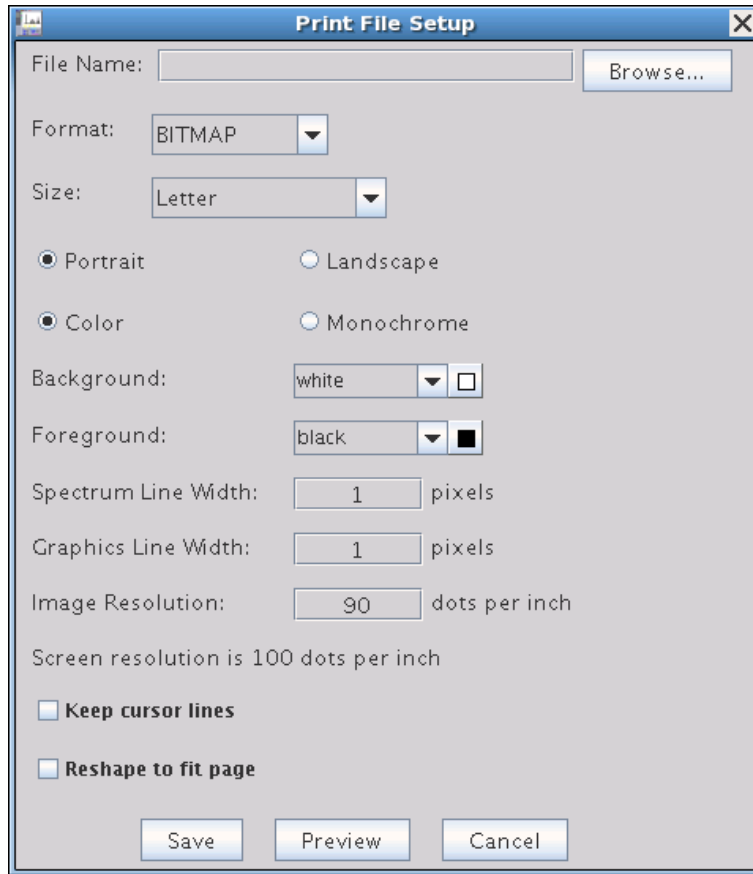 Print File Setup
File Name: Browse...
Format: BITMAP
Size: Letter
Portrait Landscape
Color Monochrome
Background: white
Foreground: black
Spectrum Line Width: 1 pixels
Graphics Line Width: 1 pixels
Image Resolution: 90 dots per inch
Screen resolution is 100 dots per inch
Keep cursor lines
Reshape to fit page
Save Preview Cancel